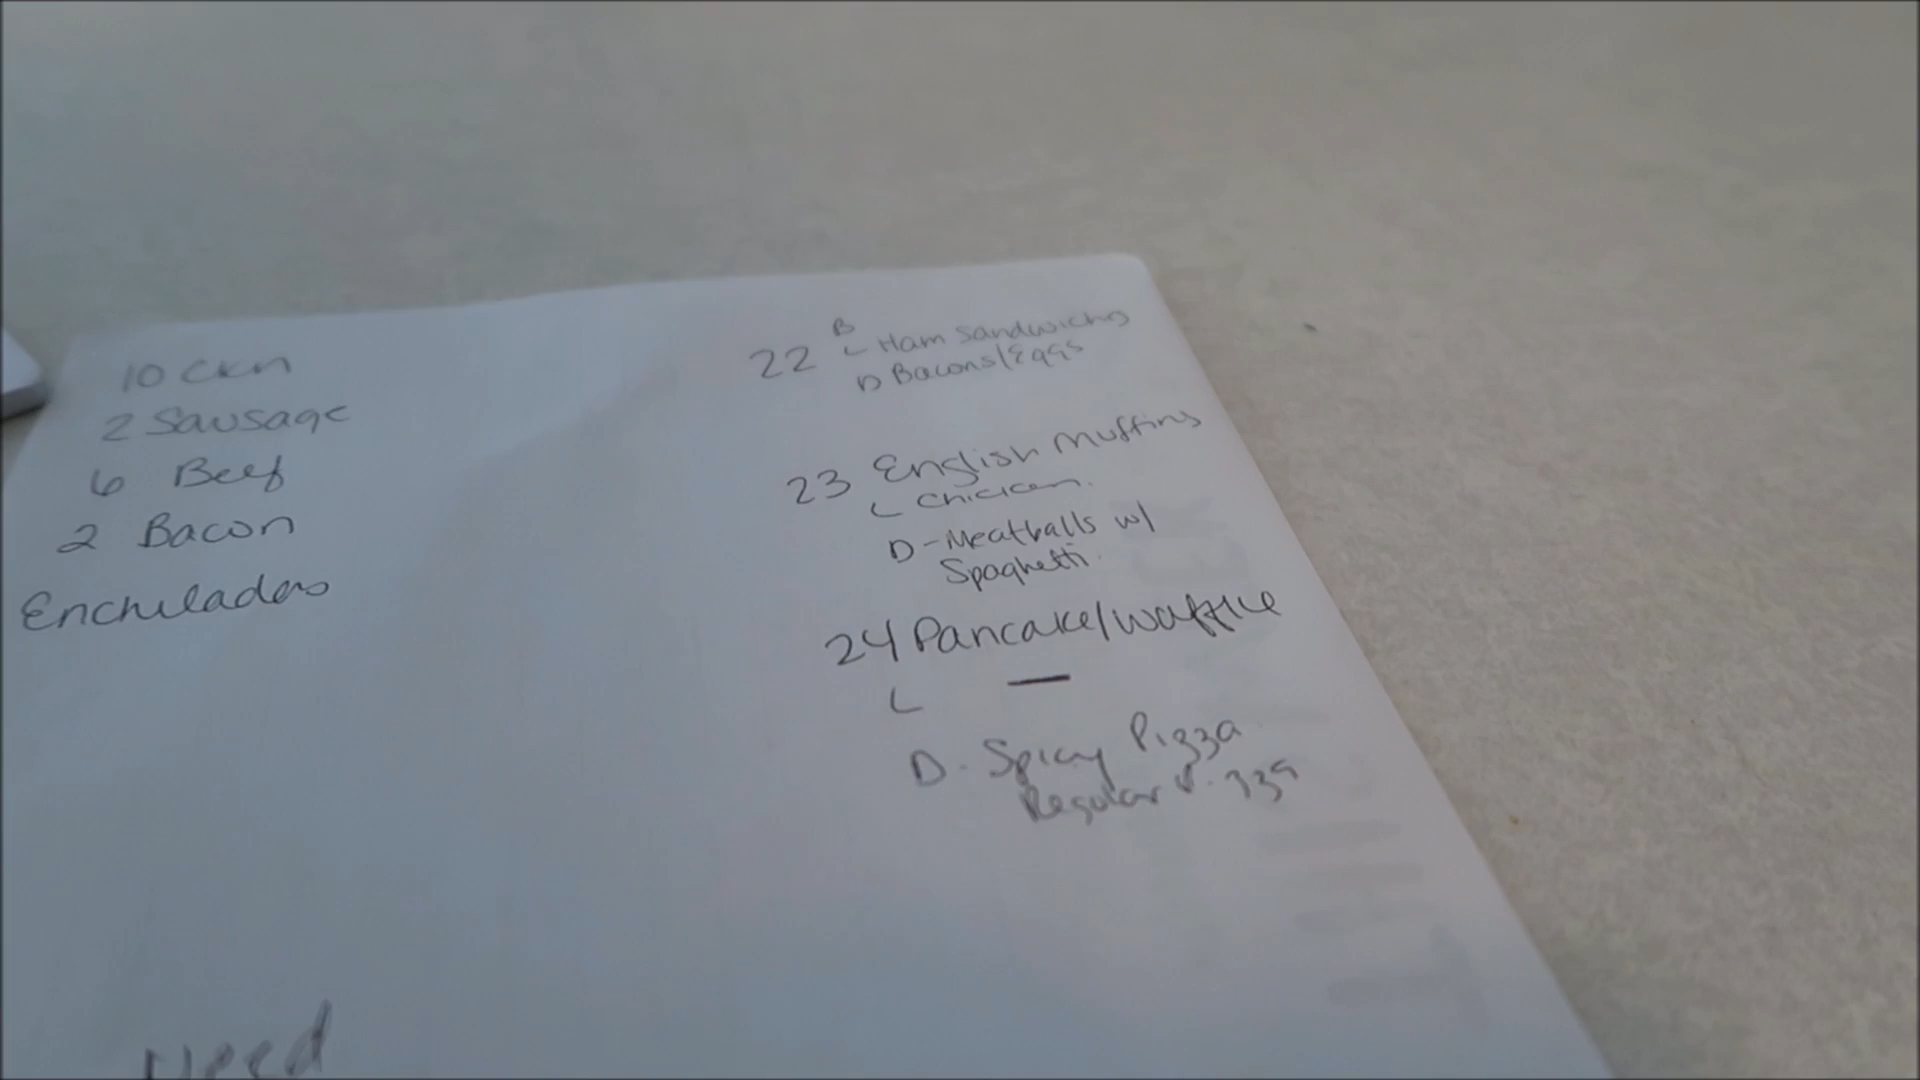 10 Ckn
2 Sausage
6 Beef
2 Bacon
Enchiladas
Need
22 B
L Ham Sandwichs
D Bacons/Eggs
23 English Muffins
L Chicken.
D-Meatballs w/
Spaghetti
24 Pancake/Waffle
L —
D. Spicy Pizza
Regular Pizza